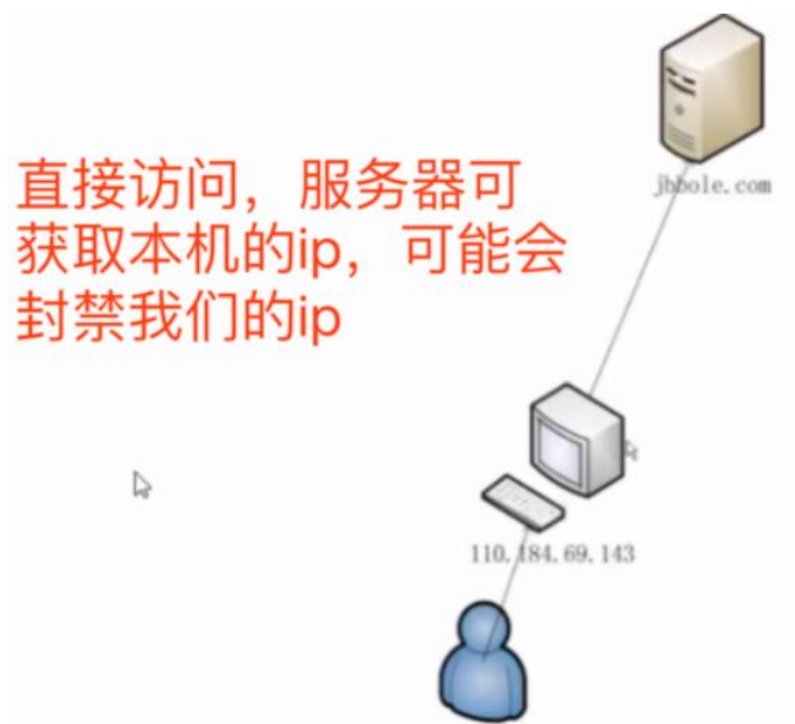 直接访问，服务器可
获取本机的ip，可能会
封禁我们的ip
jbbole.com
110.184.69.143